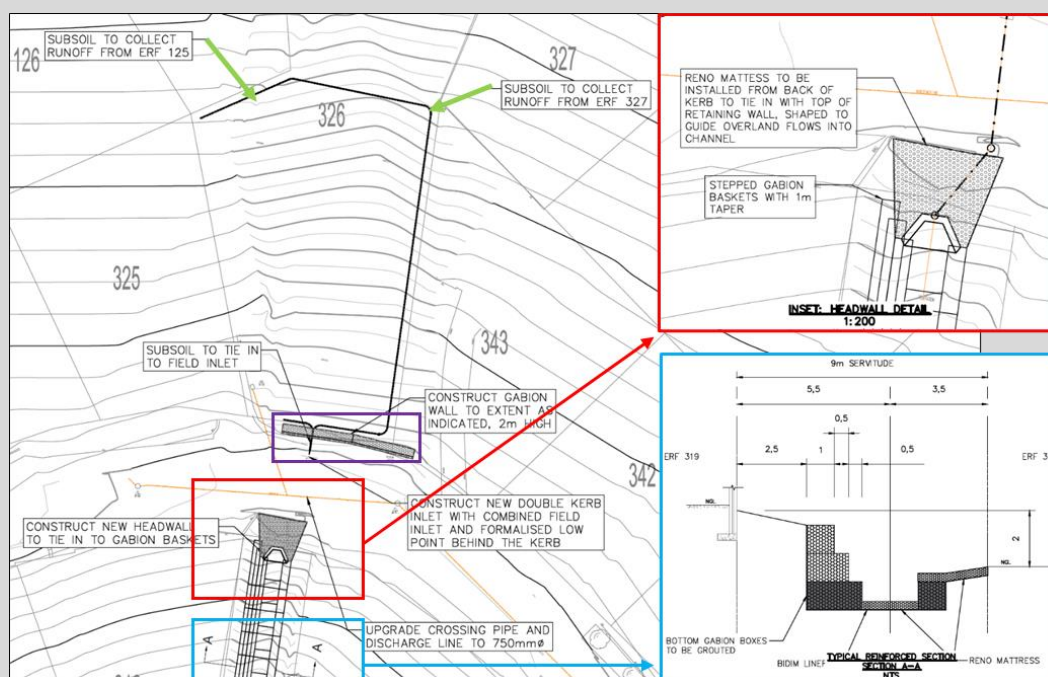 126
SUBSOIL TO COLLECT
RUNOFF FROM ERF 125
327
SUBSOIL TO COLLECT
RUNOFF FROM ERF 327
326
325
343
SUBSOIL TO TIE IN
TO FIELD INLET
CONSTRUCT GABION
WALL TO EXTENT AS
INDICATED, 2m HIGH
342
CONSTRUCT NEW HEADWALL
TO TIE IN TO GABION BASKETS
CONSTRUCT NEW DOUBLE KERB
INLET WITH COMBINED FIELD
INLET AND FORMALISED LOW
POINT BEHIND THE KERB
UPGRADE CROSSING PIPE AND
DISCHARGE LINE TO 750mmø
A
A
RENO MATTESS TO BE
INSTALLED FROM BACK OF
KERB TO TIE IN WITH TOP OF
RETAINING WALL, SHAPED TO
GUIDE OVERLAND FLOWS INTO
CHANNEL
STEPPED GABION
BASKETS WITH 1m
TAPER
INSET: HEADWALL DETAIL
1:200
9m SERVITUDE
5,5
3,5
0,5
2,5
1
0,5
ERF 319
ERF 3
NGL
2
NGL
BOTTOM GABION BOXES
TO BE GROUTED
BIDIM LINER
TYPICAL REINFORCED SECTION
SECTION A-A
NTS
RENO MATTRESS